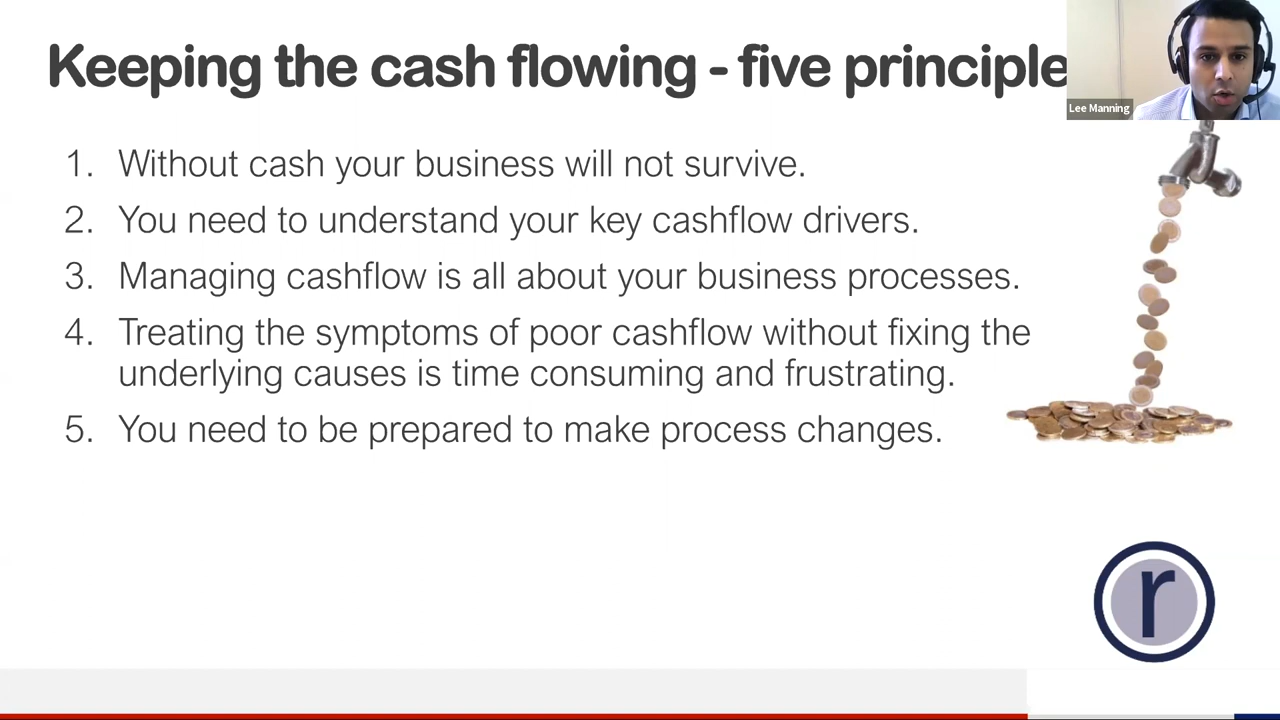 Keeping the cash flowing - five principle
Lee Manning
1. Without cash your business will not survive.
2. You need to understand your key cashflow drivers.
3. Managing cashflow is all about your business processes.
4. Treating the symptoms of poor cashflow without fixing the
underlying causes is time consuming and frustrating.
5. You need to be prepared to make process changes.
r